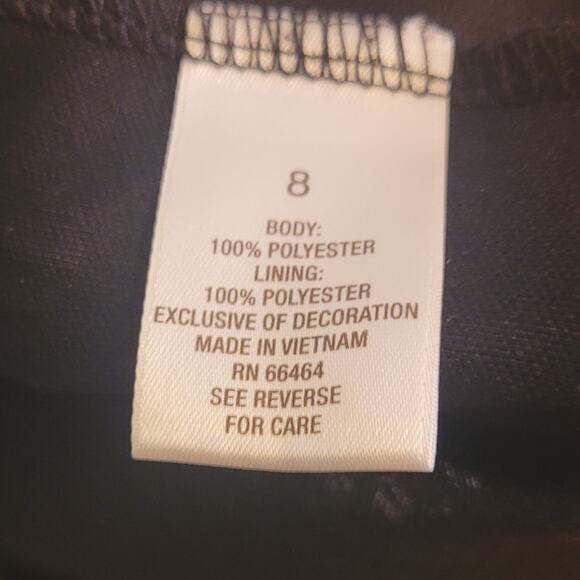 8
BODY:
100% POLYESTER
LINING:
100% POLYESTER
EXCLUSIVE OF DECORATION
MADE IN VIETNAM
RN 66464
SEE REVERSE
FOR CARE